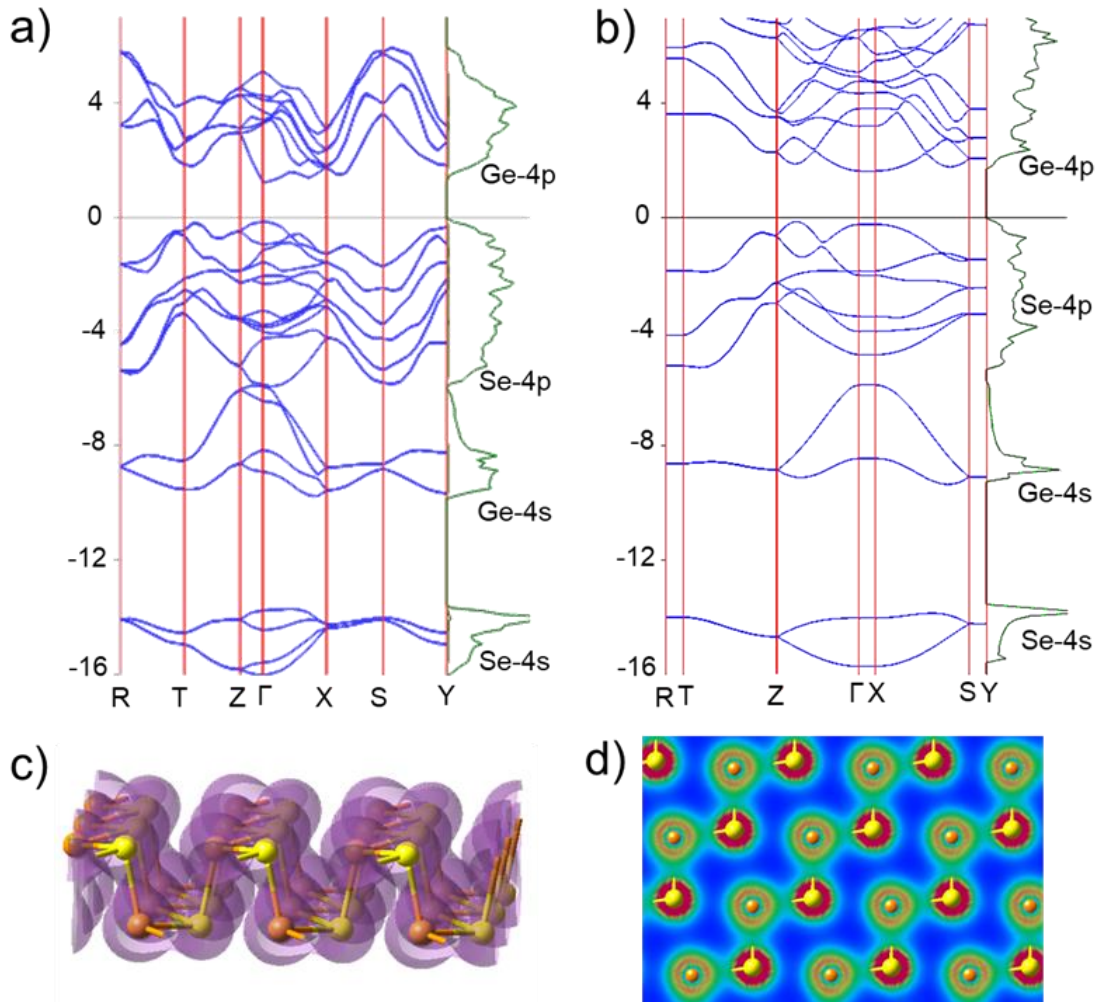 a)
4
0
-4
-8
-12
-16
R T Z Γ X S Y
Ge-4p
Se-4p
Ge-4s
Se-4s
b)
4
0
-4
-8
-12
-16
R T Z Γ X S Y
Ge-4p
Se-4p
Ge-4s
Se-4s
c)
d)